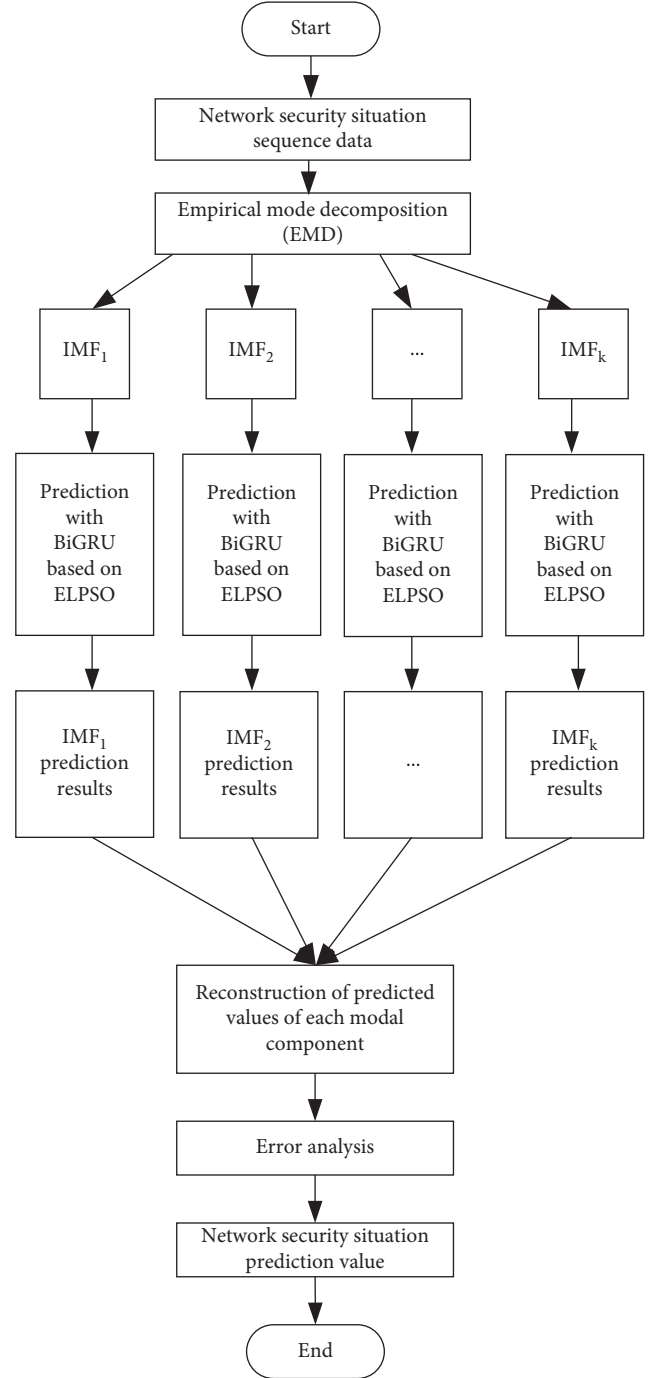 Start
Network security situation
sequence data
Empirical mode decomposition
(EMD)
IMF₁
IMF₂
...
IMFₖ
Prediction
with
BiGRU
based on
ELPSO
Prediction
with
BiGRU
based on
ELPSO
Prediction
with
BiGRU
based on
ELPSO
Prediction
with
BiGRU
based on
ELPSO
IMF₁
prediction
results
IMF₂
prediction
results
...
IMFₖ
prediction
results
Reconstruction of predicted
values of each modal
component
Error analysis
Network security situation
prediction value
End